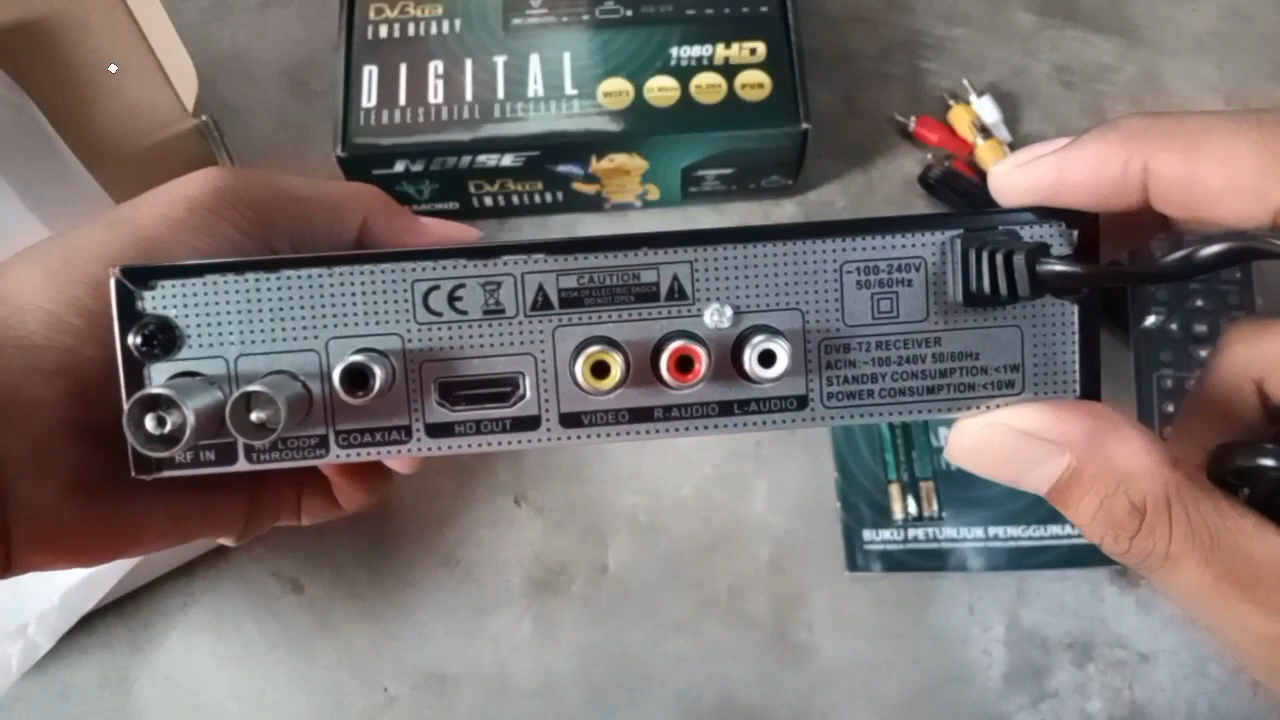 DVB T2
EWS READY
1080
FULL HD
DIGITAL
TERRESTRIAL RECEIVER
WIFI
PVR
NOISE
DVB T2
EWS READY
MOND
CE
CAUTION
RISK OF ELECTRIC SHOCK
DO NOT OPEN
~100-240V
50/60Hz
DVB-T2 RECEIVER
ACIN:~100-240V 50/60Hz
STANDBY CONSUMPTION:<1W
POWER CONSUMPTION:<10W
RF IN
RF LOOP
THROUGH
COAXIAL
HD OUT
VIDEO
R-AUDIO
L-AUDIO
BUKU PETUNJUK PENGGUNA